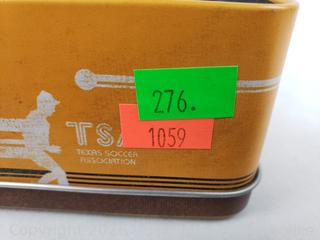 276.
1059
TSA
TEXAS SOCCER
ASSOCIATION